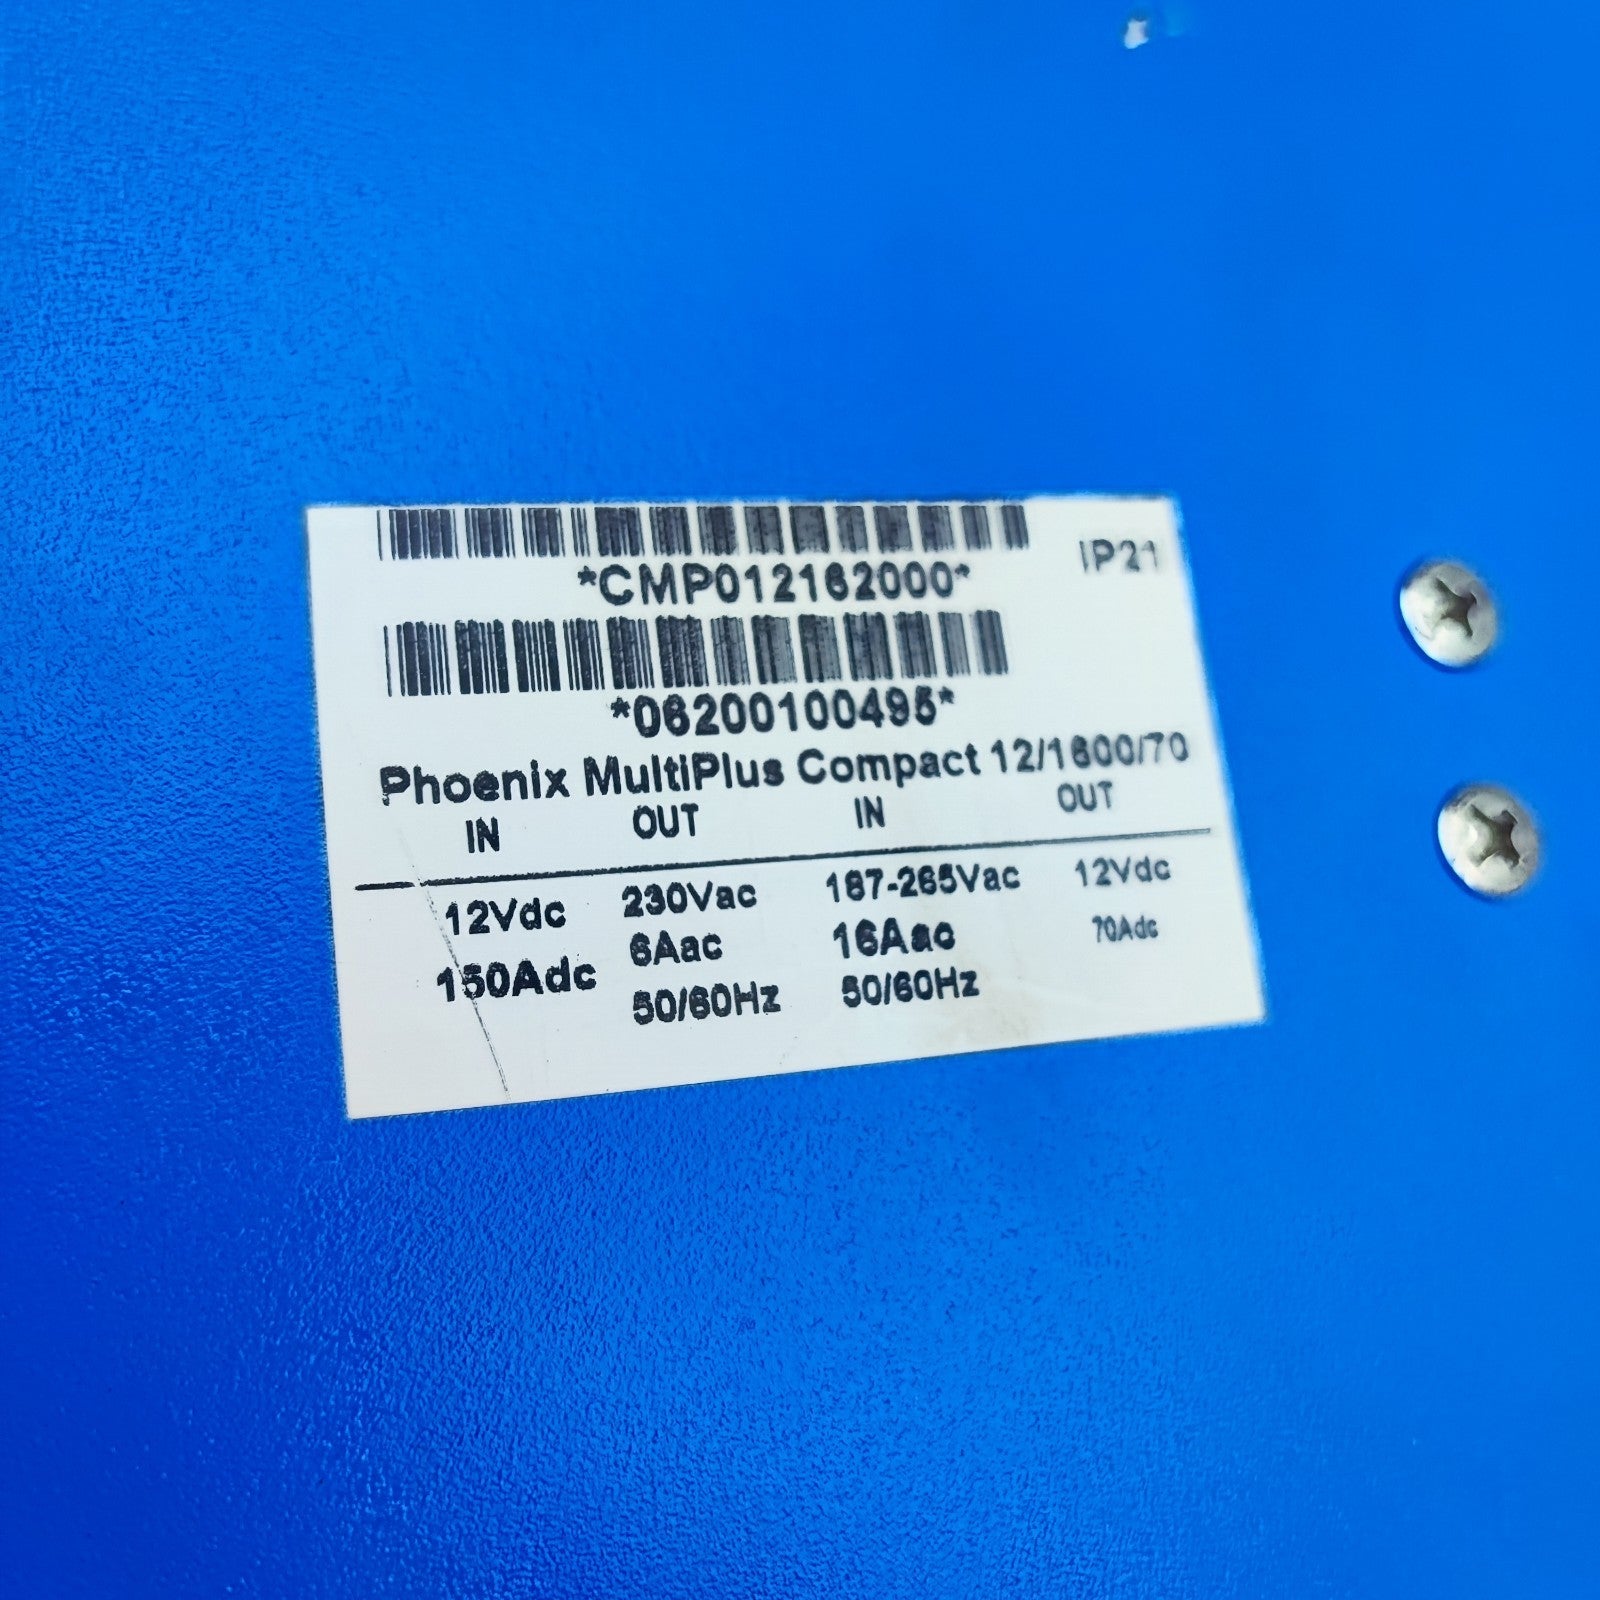 IP21
*CMP012162000*
*06200100495*
Phoenix MultiPlus Compact 12/1600/70
IN OUT IN OUT
12Vdc 230Vac 187-265Vac 12Vdc
150Adc 6Aac 16Aac 70Adc
50/60Hz 50/60Hz